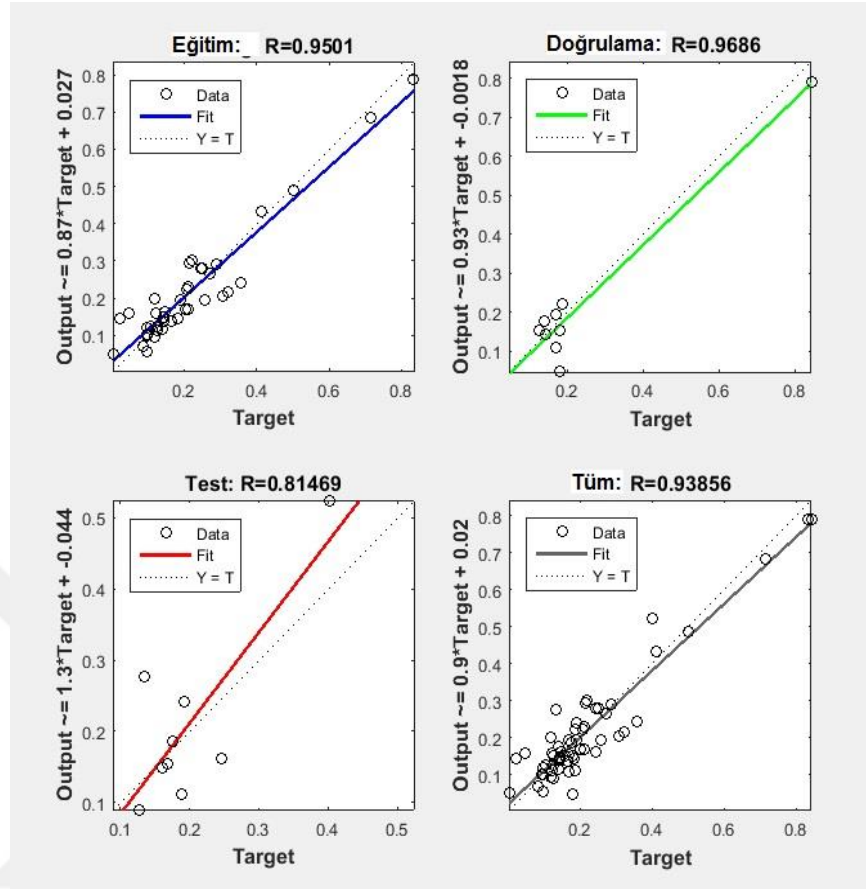 Eğitim: R=0.9501
Output ~= 0.87*Target + 0.027
0.8
0.7
0.6
0.5
0.4
0.3
0.2
0.1
Data
Fit
Y = T
0.2 0.4 0.6 0.8
Target
Doğrulama: R=0.9686
Output ~= 0.93*Target + -0.0018
0.8
0.7
0.6
0.5
0.4
0.3
0.2
0.1
Data
Fit
Y = T
0.2 0.4 0.6 0.8
Target
Test: R=0.81469
Output ~= 1.3*Target + -0.044
0.5
0.4
0.3
0.2
0.1
Data
Fit
Y = T
0.1 0.2 0.3 0.4 0.5
Target
Tüm: R=0.93856
Output ~= 0.9*Target + 0.02
0.8
0.7
0.6
0.5
0.4
0.3
0.2
0.1
Data
Fit
Y = T
0.2 0.4 0.6 0.8
Target